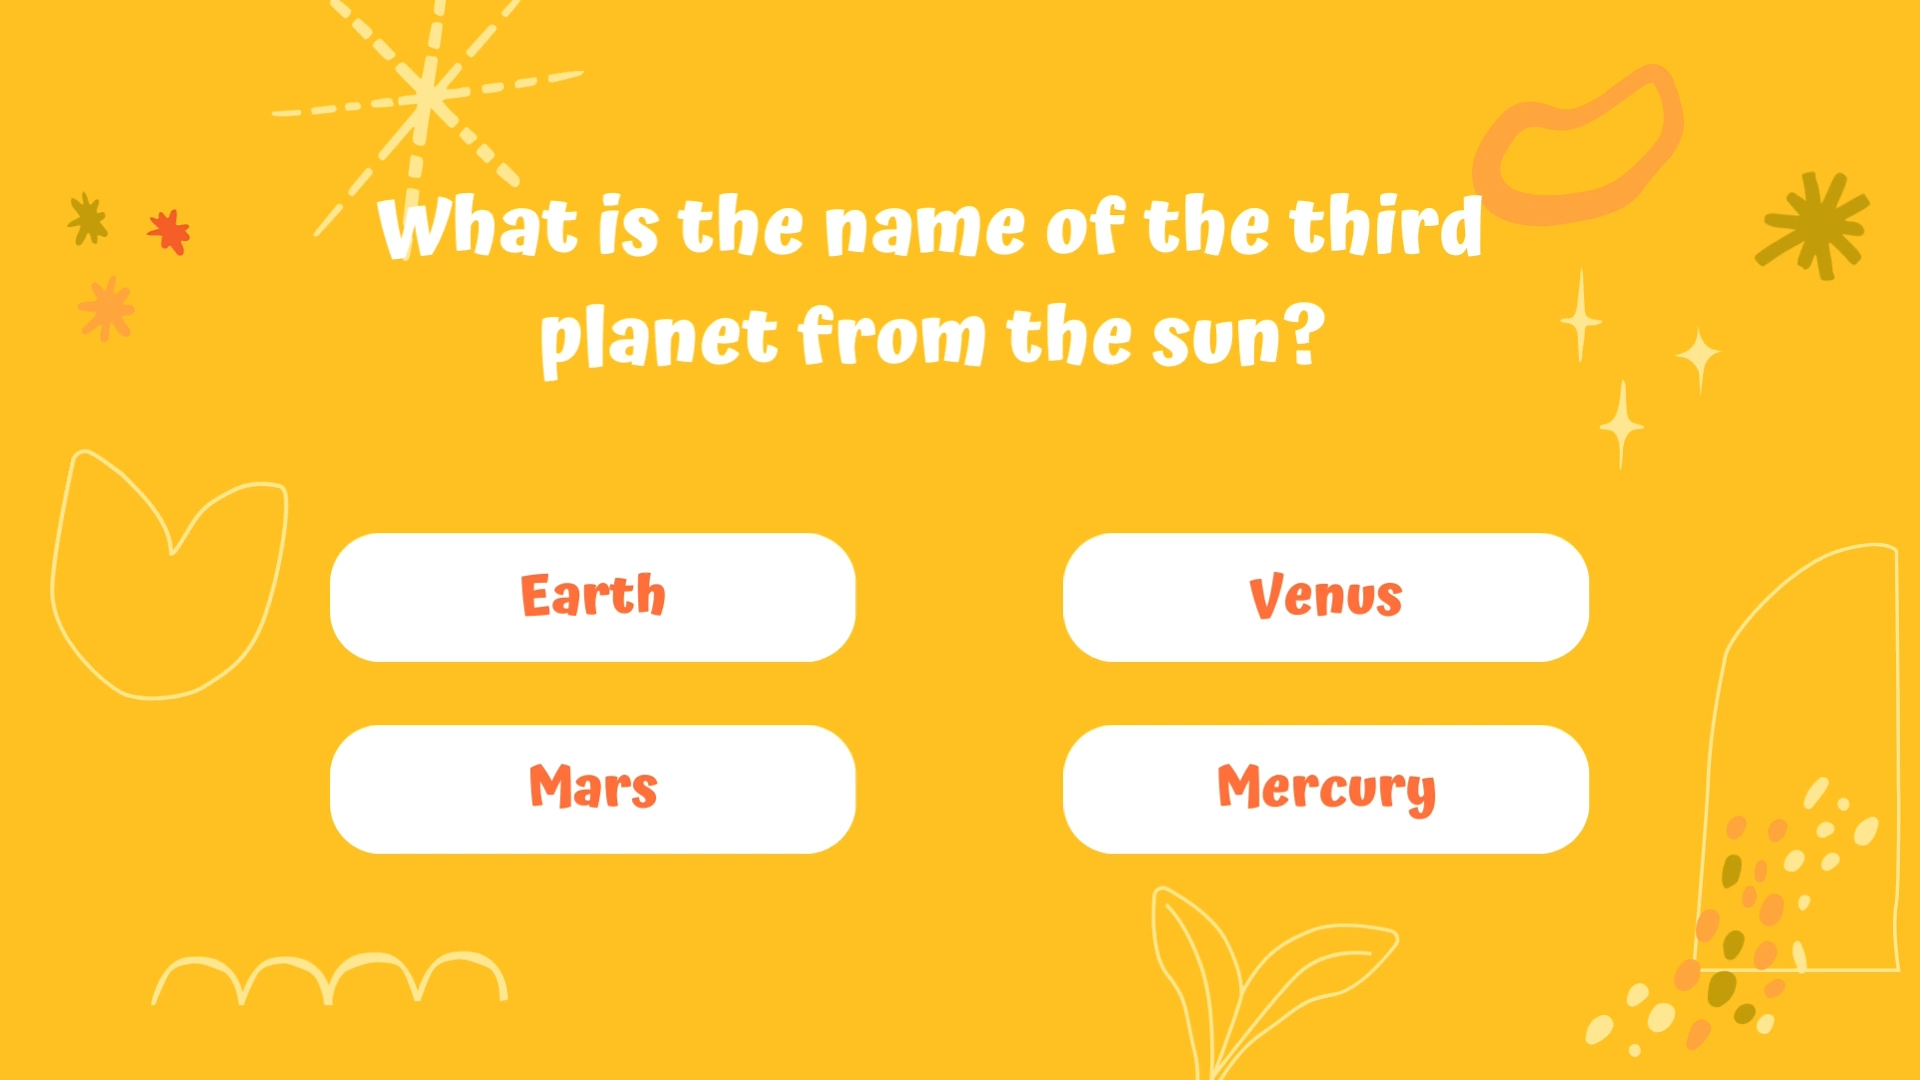 What is the name of the third
planet from the sun?
Earth
Venus
Mars
Mercury